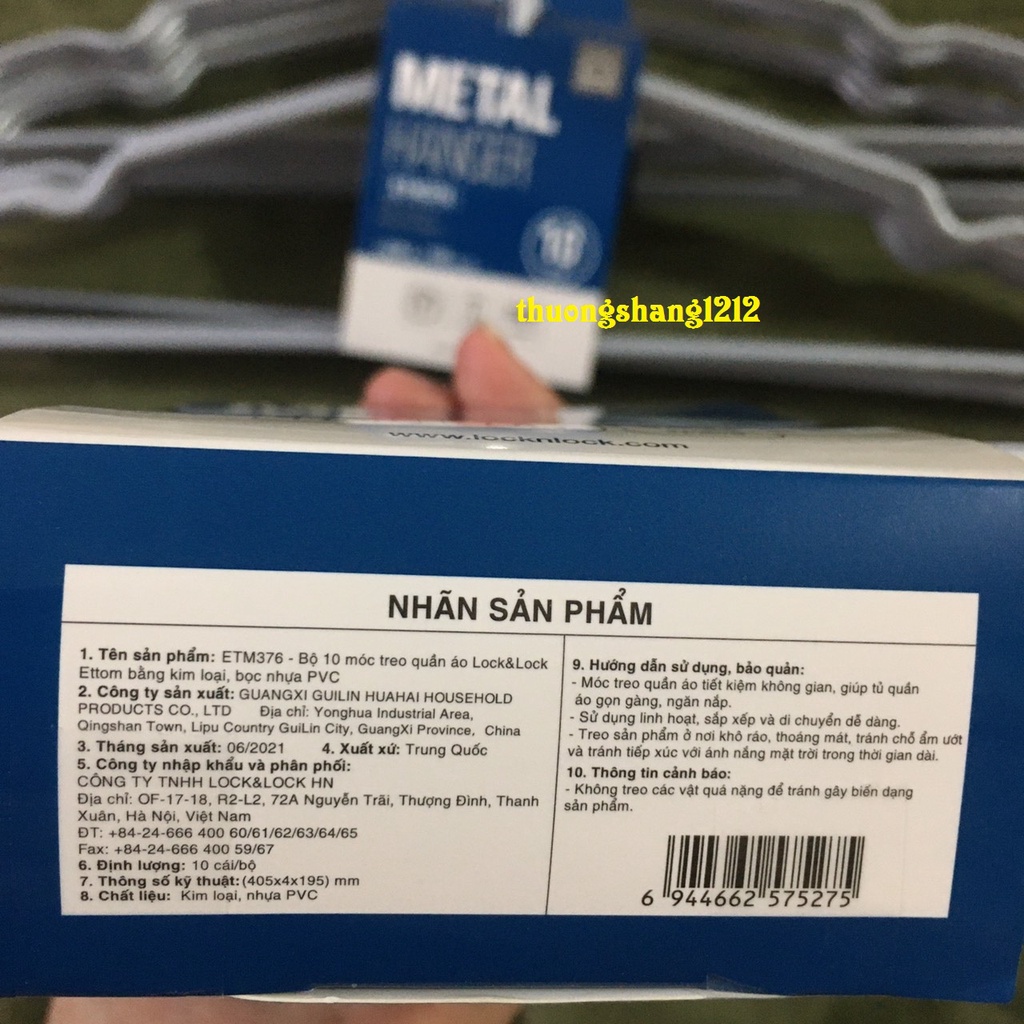 METAL
HANGER
10
thuongshang1212
www.locknlock.com
NHÃN SẢN PHẨM
1. Tên sản phẩm: ETM376 - Bộ 10 móc treo quần áo Lock&Lock
Ettom bằng kim loại, bọc nhựa PVC
2. Công ty sản xuất: GUANGXI GUILIN HUAHAI HOUSEHOLD
PRODUCTS CO., LTD Địa chỉ: Yonghua Industrial Area,
Qingshan Town, Lipu Country GuiLin City, GuangXi Province, China
3. Tháng sản xuất: 06/2021 4. Xuất xứ: Trung Quốc
5. Công ty nhập khẩu và phân phối:
CÔNG TY TNHH LOCK&LOCK HN
Địa chỉ: OF-17-18, R2-L2, 72A Nguyễn Trãi, Thượng Đình, Thanh
Xuân, Hà Nội, Việt Nam
ĐT: +84-24-666 400 60/61/62/63/64/65
Fax: +84-24-666 400 59/67
6. Định lượng: 10 cái/bộ
7. Thông số kỹ thuật: (405x4x195) mm
8. Chất liệu: Kim loại, nhựa PVC
9. Hướng dẫn sử dụng, bảo quản:
- Móc treo quần áo tiết kiệm không gian, giúp tủ quần
áo gọn gàng, ngăn nắp.
- Sử dụng linh hoạt, sắp xếp và di chuyển dễ dàng.
- Treo sản phẩm ở nơi khô ráo, thoáng mát, tránh chỗ ẩm ướt
và tránh tiếp xúc với ánh nắng mặt trời trong thời gian dài.
10. Thông tin cảnh báo:
- Không treo các vật quá nặng để tránh gây biến dạng
sản phẩm.
6 944662 575275